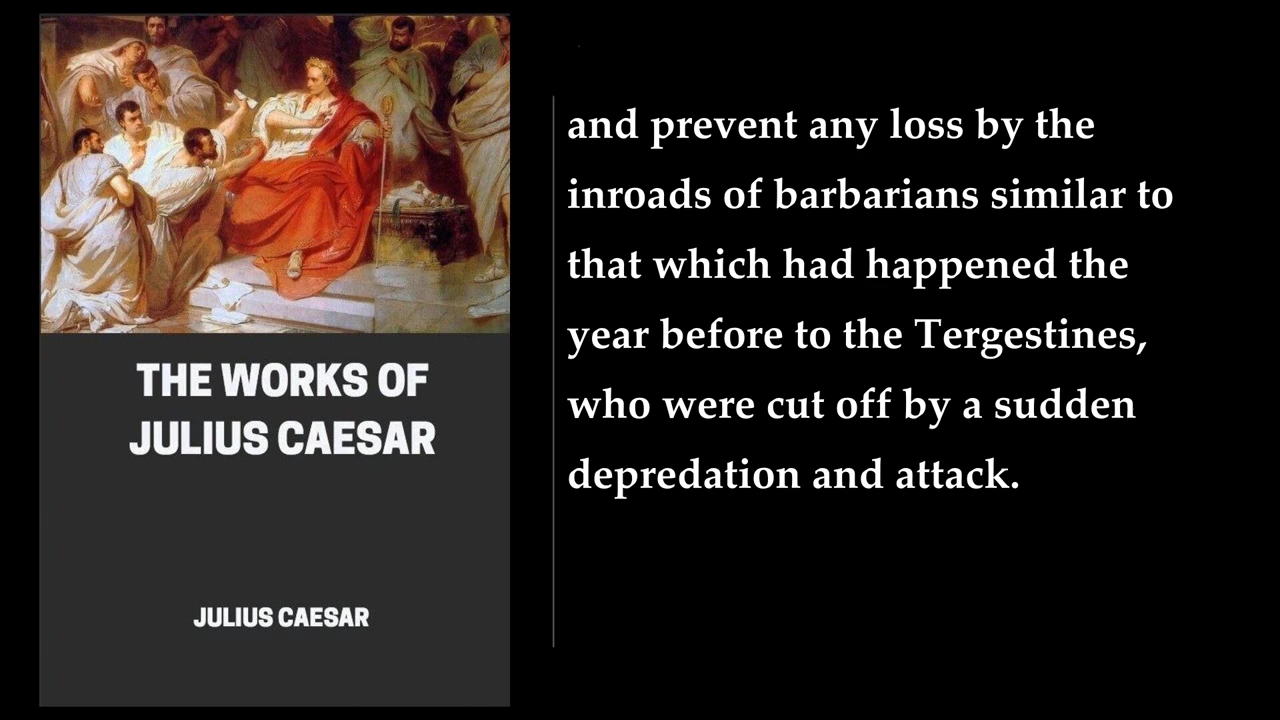 THE WORKS OF
JULIUS CAESAR
JULIUS CAESAR
and prevent any loss by the
inroads of barbarians similar to
that which had happened the
year before to the Tergestines,
who were cut off by a sudden
depredation and attack.